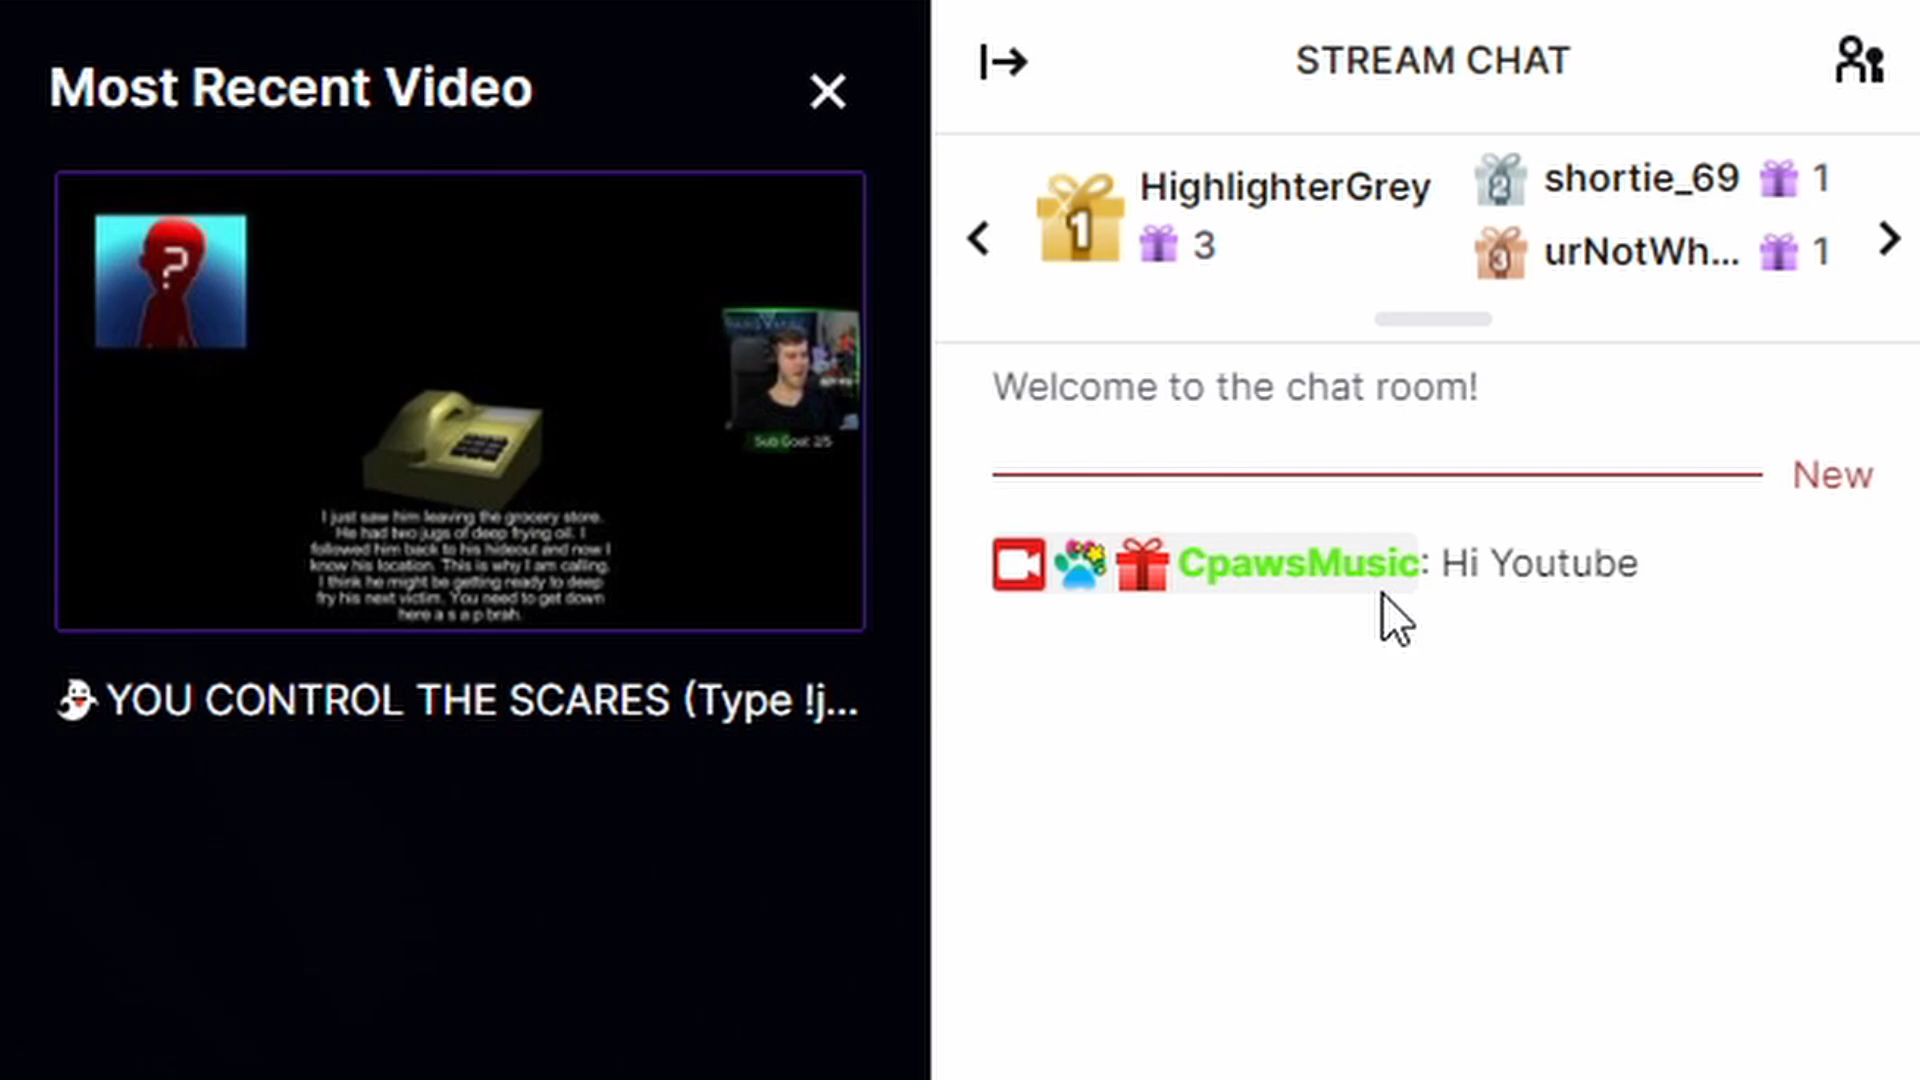 Most Recent Video
?
Sub Goal: 2/5
I just saw him leaving the grocery store.
He had two jugs of deep frying oil. I
followed him back to his hideout and now I
know his location. This is why I am calling.
I think he might be getting ready to deep
fry his next victim. You need to get down
here a s a p brah.
YOU CONTROL THE SCARES (Type !j...
STREAM CHAT
1 HighlighterGrey
3
2 shortie_69 1
3 urNotWh... 1
Welcome to the chat room!
New
CpawsMusic: Hi Youtube